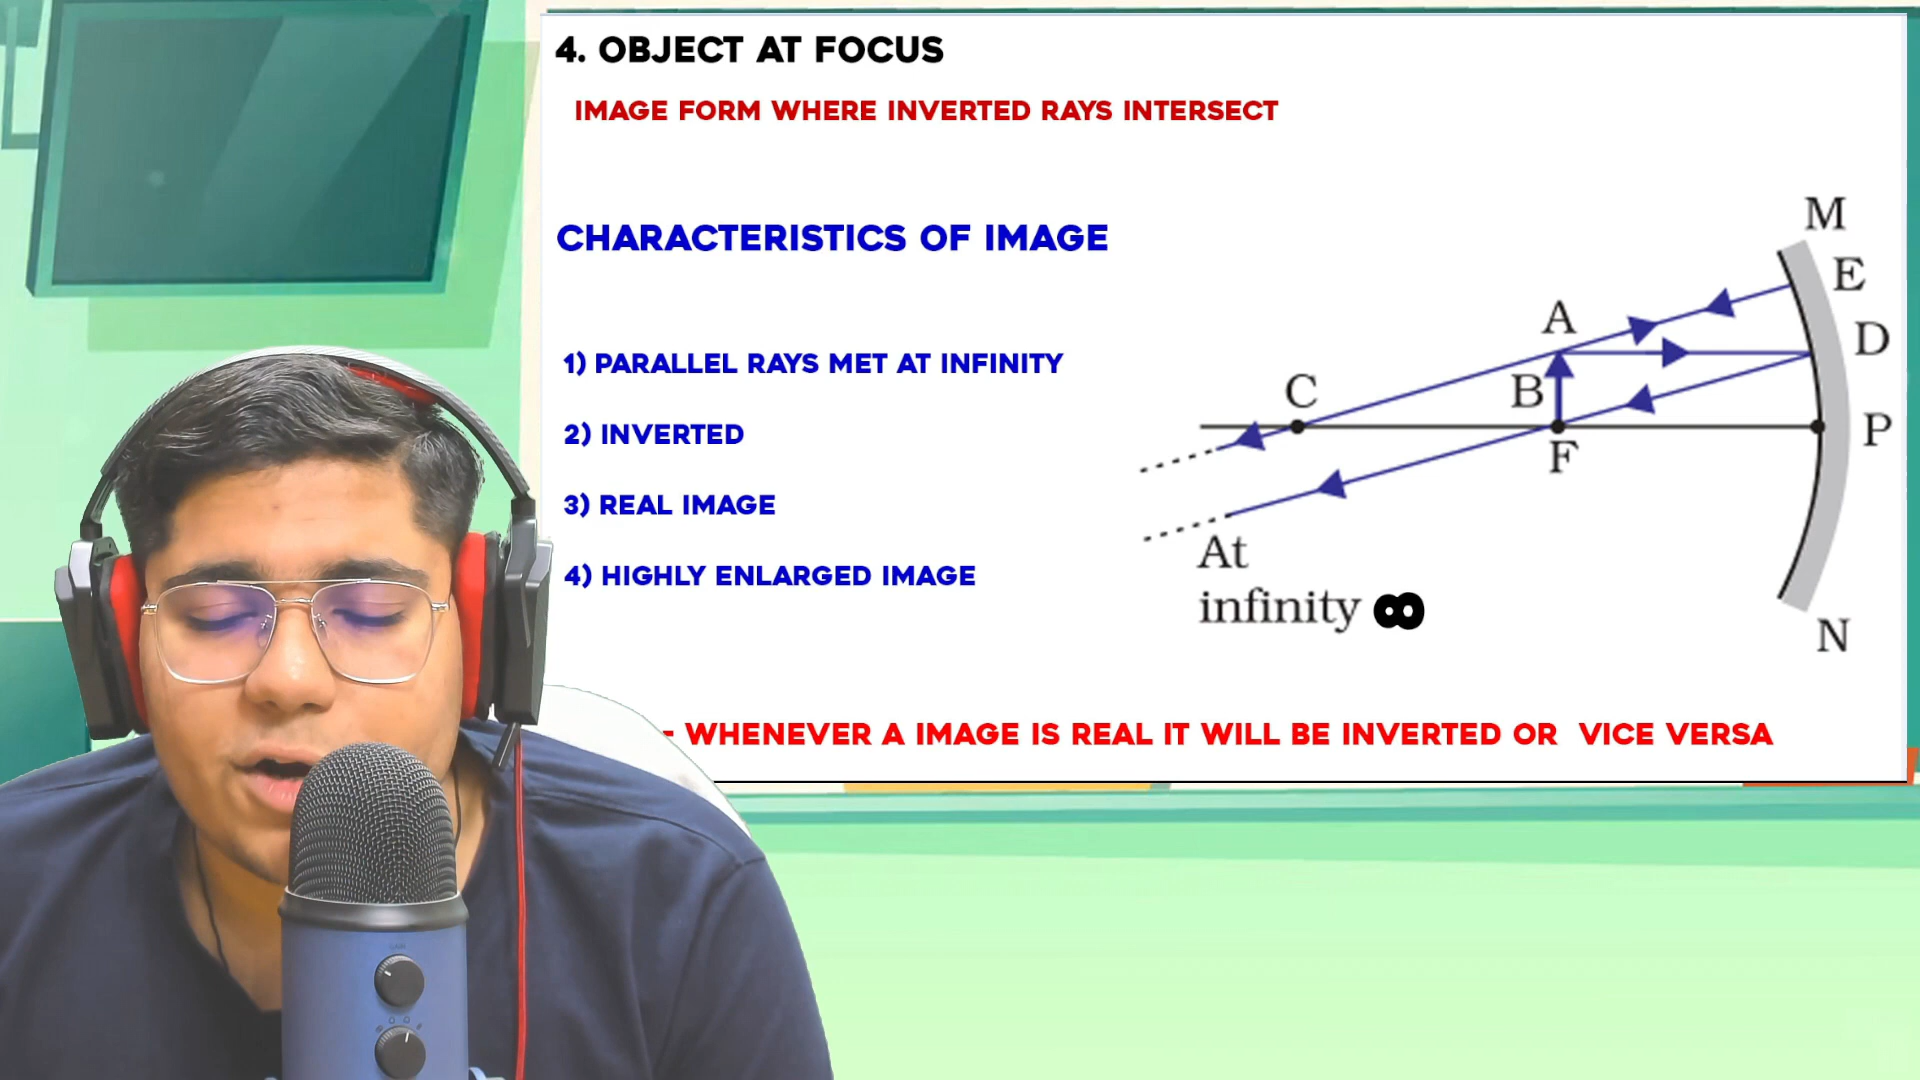 4. OBJECT AT FOCUS
IMAGE FORM WHERE INVERTED RAYS INTERSECT
CHARACTERISTICS OF IMAGE
1) PARALLEL RAYS MET AT INFINITY
2) INVERTED
3) REAL IMAGE
4) HIGHLY ENLARGED IMAGE
M
E
A
D
C
B
P
F
At
infinity ∞
N
- WHENEVER A IMAGE IS REAL IT WILL BE INVERTED OR VICE VERSA